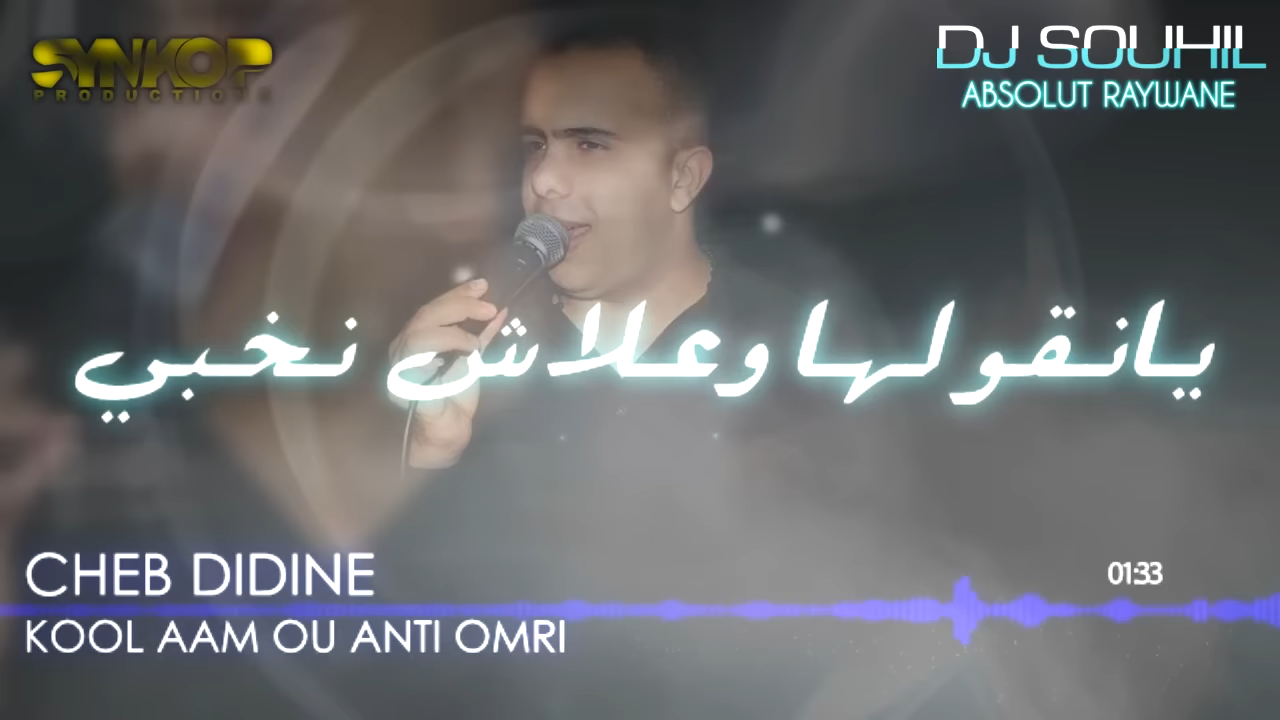 SYNKOP
PRODUCTIONS
DJ SOUHIL
ABSOLUT RAYWANE
يانقولها وعلاش نخبي
CHEB DIDINE
01:33
KOOL AAM OU ANTI OMRI